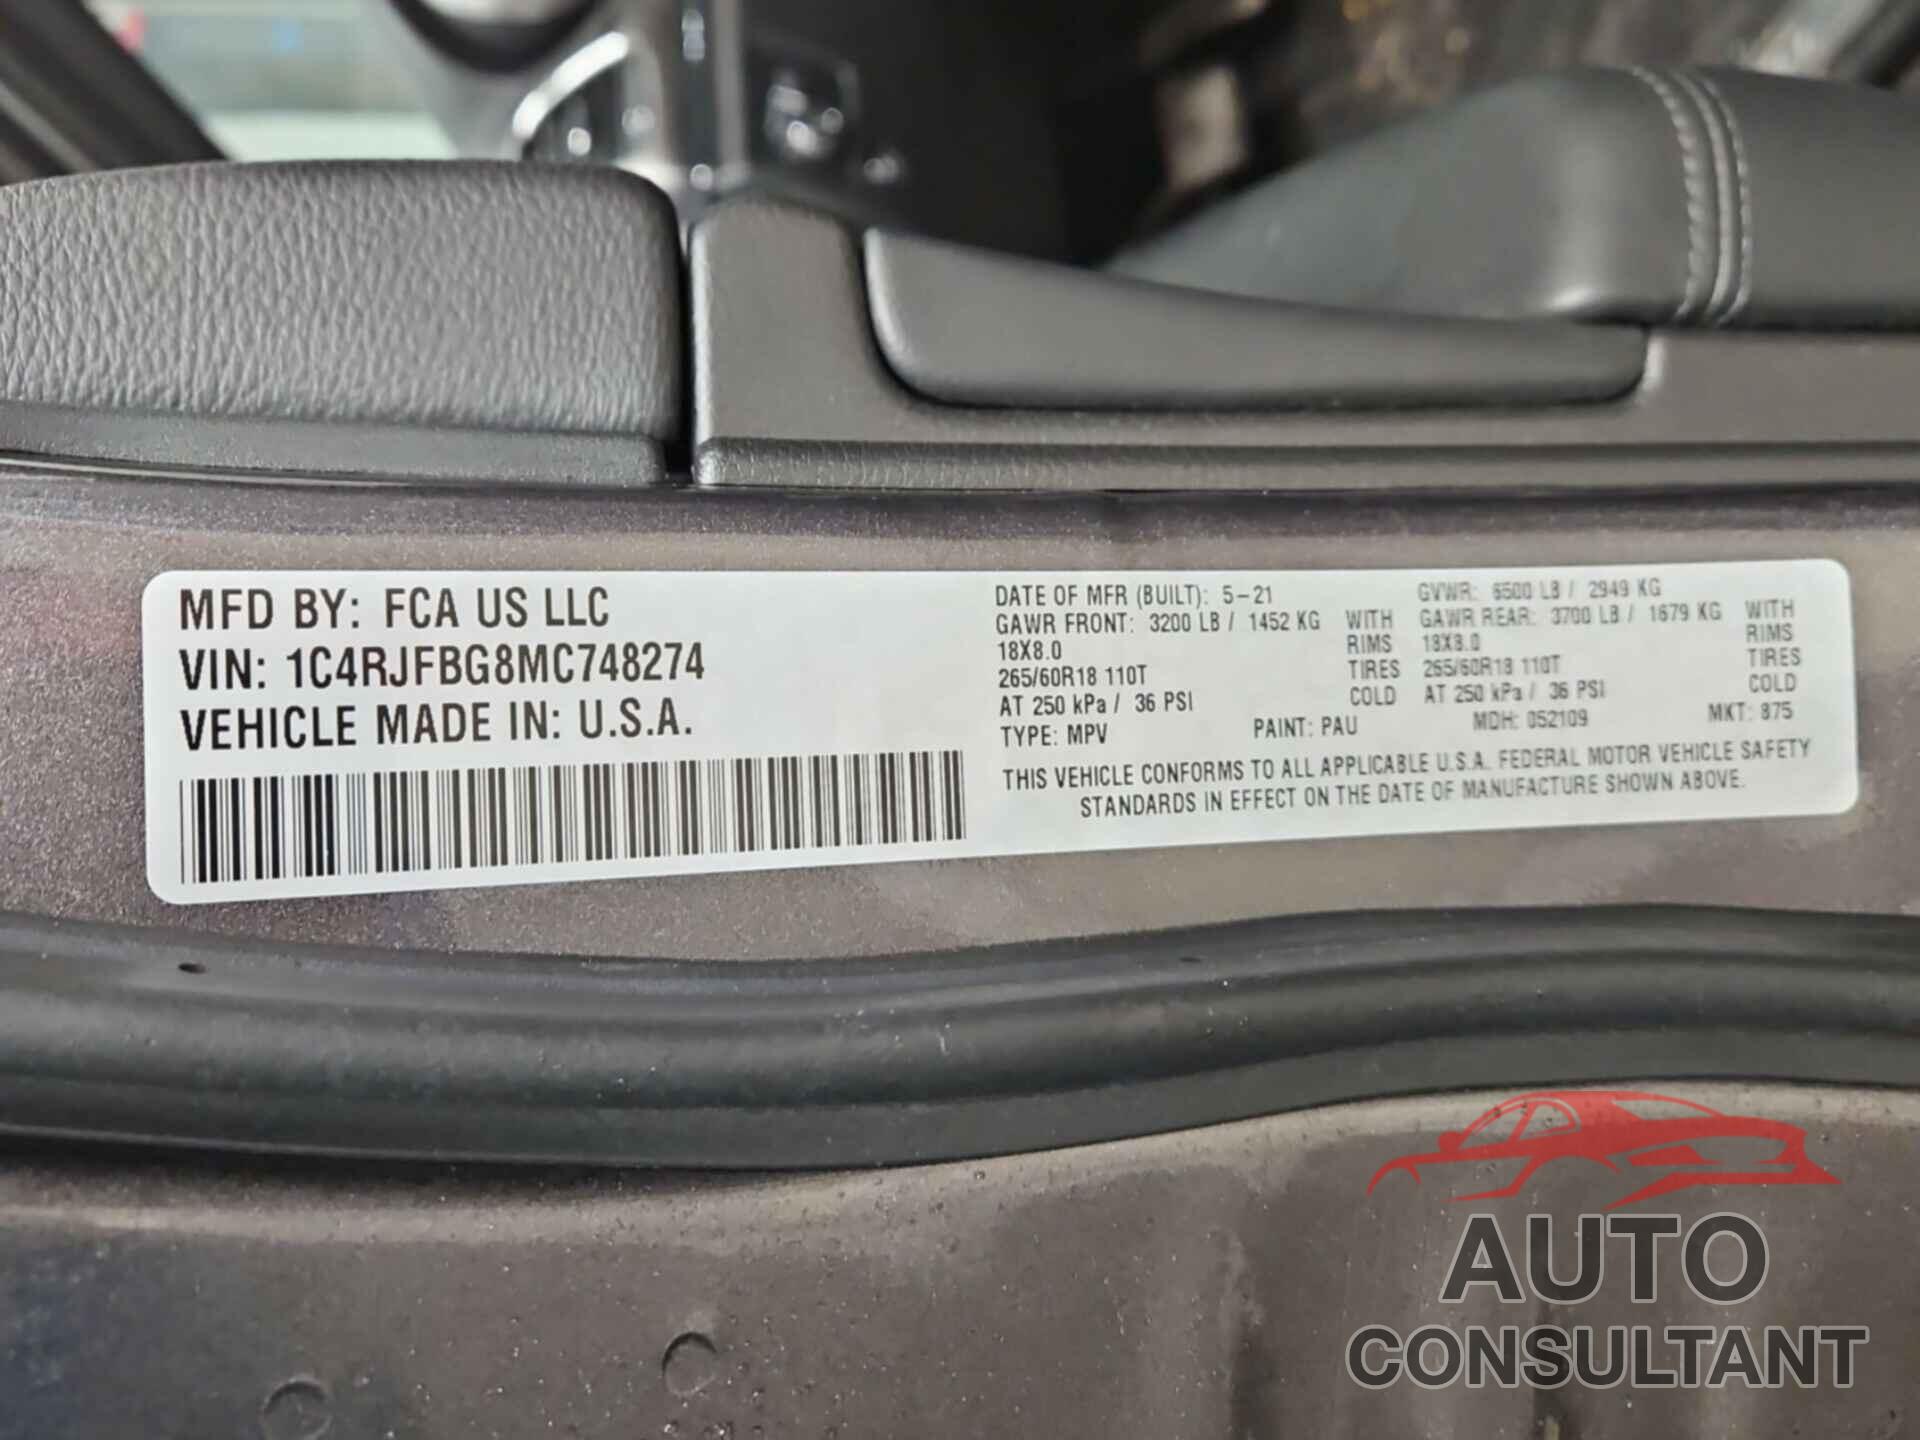 MFD BY: FCA US LLC
VIN: 1C4RJFBG8MC748274
VEHICLE MADE IN: U.S.A.
DATE OF MFR (BUILT): 5-21 GVWR: 6500 LB / 2949 KG
GAWR FRONT: 3200 LB / 1452 KG WITH GAWR REAR: 3700 LB / 1679 KG WITH
18X8.0 RIMS 18X8.0 RIMS
265/60R18 110T TIRES 265/60R18 110T TIRES
AT 250 kPa / 36 PSI COLD AT 250 kPa / 36 PSI COLD
TYPE: MPV PAINT: PAU MDH: 052109 MKT: 875
THIS VEHICLE CONFORMS TO ALL APPLICABLE U.S.A. FEDERAL MOTOR VEHICLE SAFETY
STANDARDS IN EFFECT ON THE DATE OF MANUFACTURE SHOWN ABOVE.
AUTO
CONSULTANT